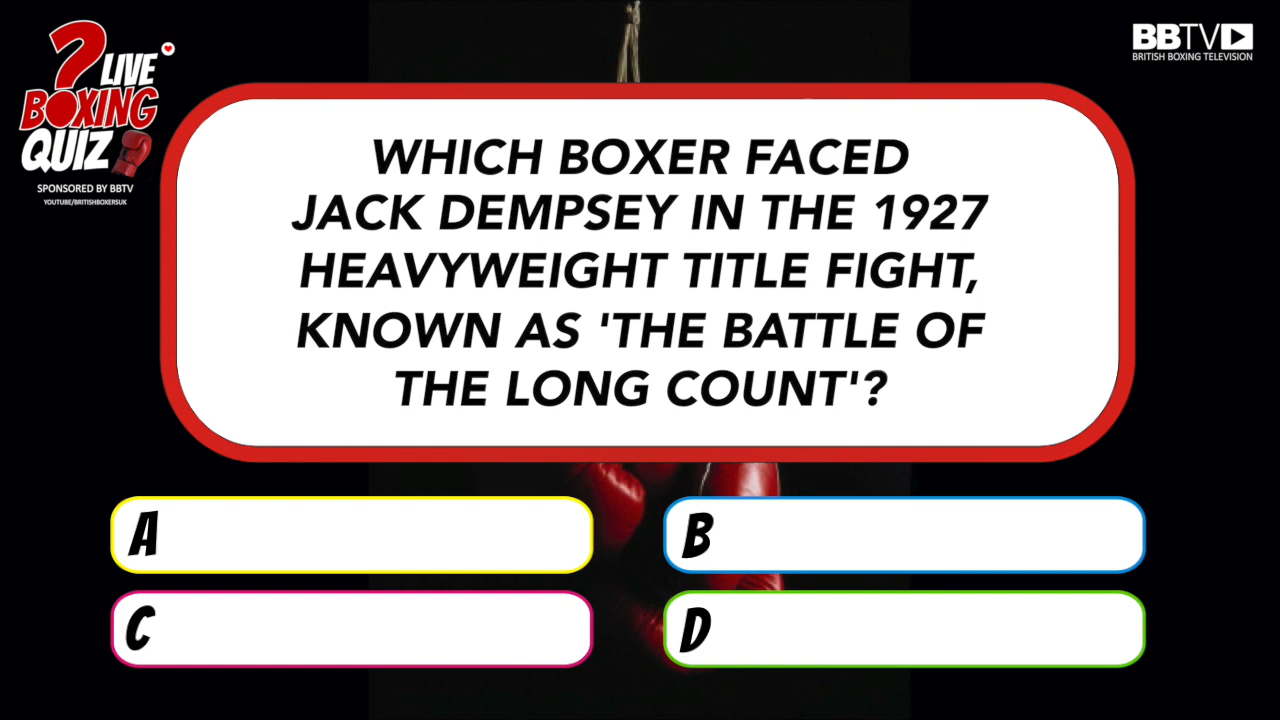 ? LIVE
BOXING
QUIZ
SPONSORED BY BBTV
YOUTUBE/BRITISHBOXERSUK
BBTV
BRITISH BOXING TELEVISION
WHICH BOXER FACED
JACK DEMPSEY IN THE 1927
HEAVYWEIGHT TITLE FIGHT,
KNOWN AS 'THE BATTLE OF
THE LONG COUNT'?
A
B
C
D